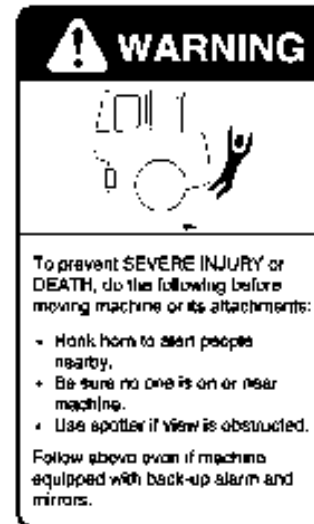 WARNING
To prevent SEVERE INJURY or
DEATH, do the following before
moving machine or its attachments:
• Honk horn to alert people
nearby.
• Be sure no one is on or near
machine.
• Use spotter if view is obstructed.
Follow above even if machine
equipped with back-up alarm and
mirrors.